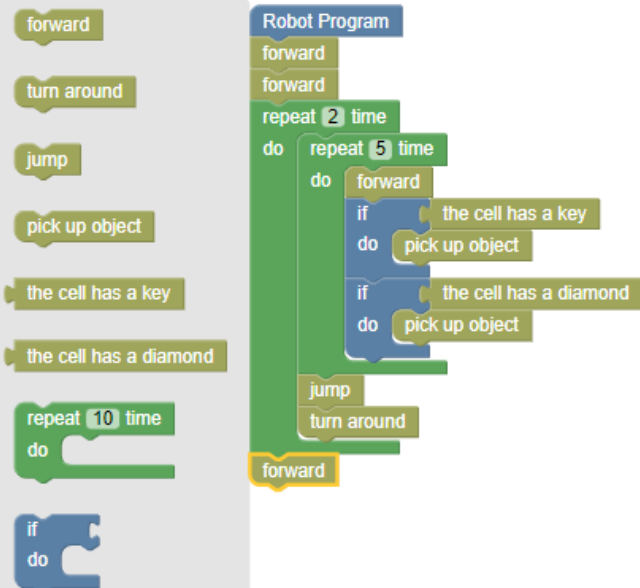 forward
turn around
jump
pick up object
the cell has a key
the cell has a diamond
repeat 10 time
do
if
do
Robot Program
forward
forward
repeat 2 time
do repeat 5 time
do forward
if the cell has a key
do pick up object
if the cell has a diamond
do pick up object
jump
turn around
forward